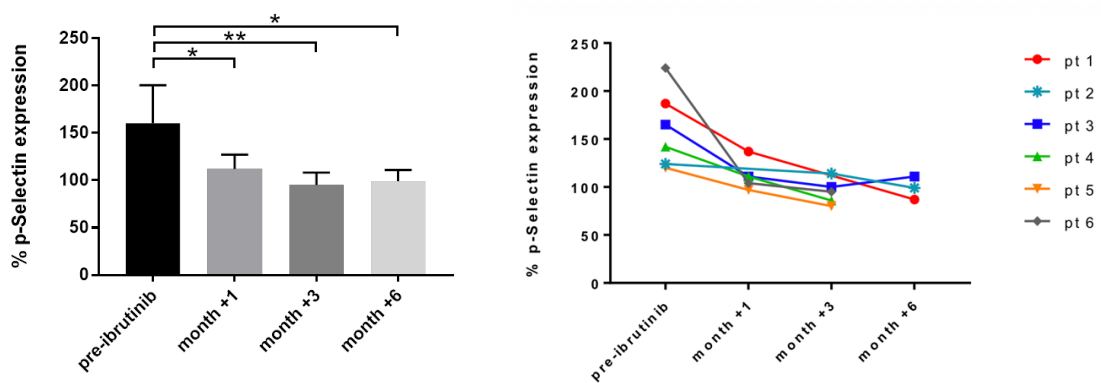 *
**
*
250
200
150
100
50
0
% p-Selectin expression
pre-ibrutinib
month +1
month +3
month +6
250
200
150
100
50
0
% p-Selectin expression
pre-ibrutinib
month +1
month +3
month +6
pt 1
pt 2
pt 3
pt 4
pt 5
pt 6